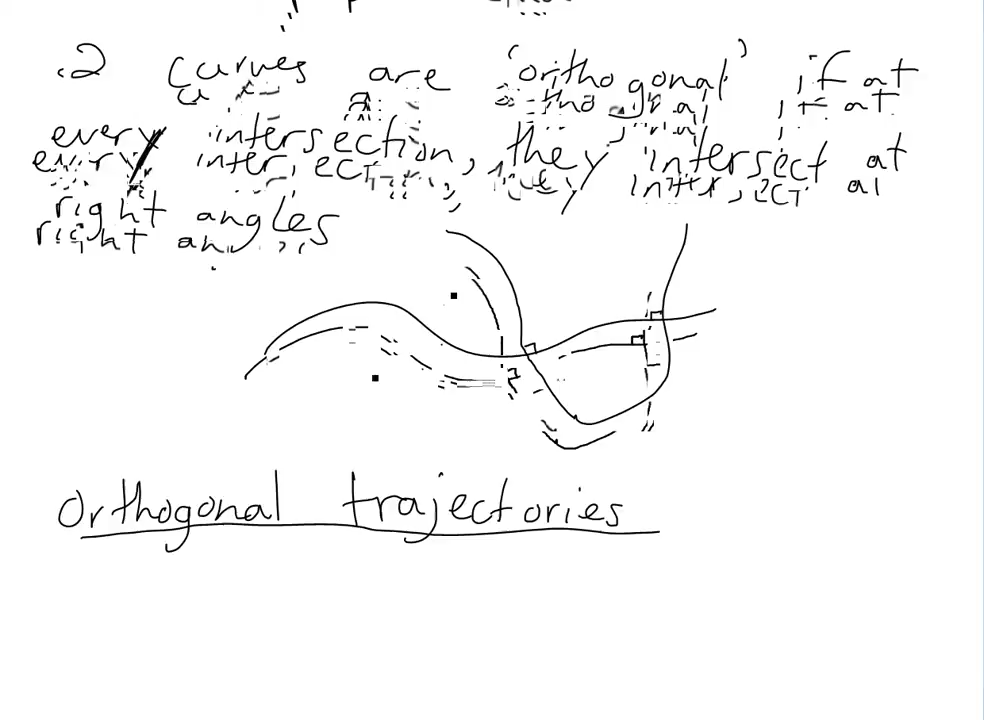 .2 curves are 'orthogonal' if at
every intersection, they intersect at
right angles
Orthogonal trajectories